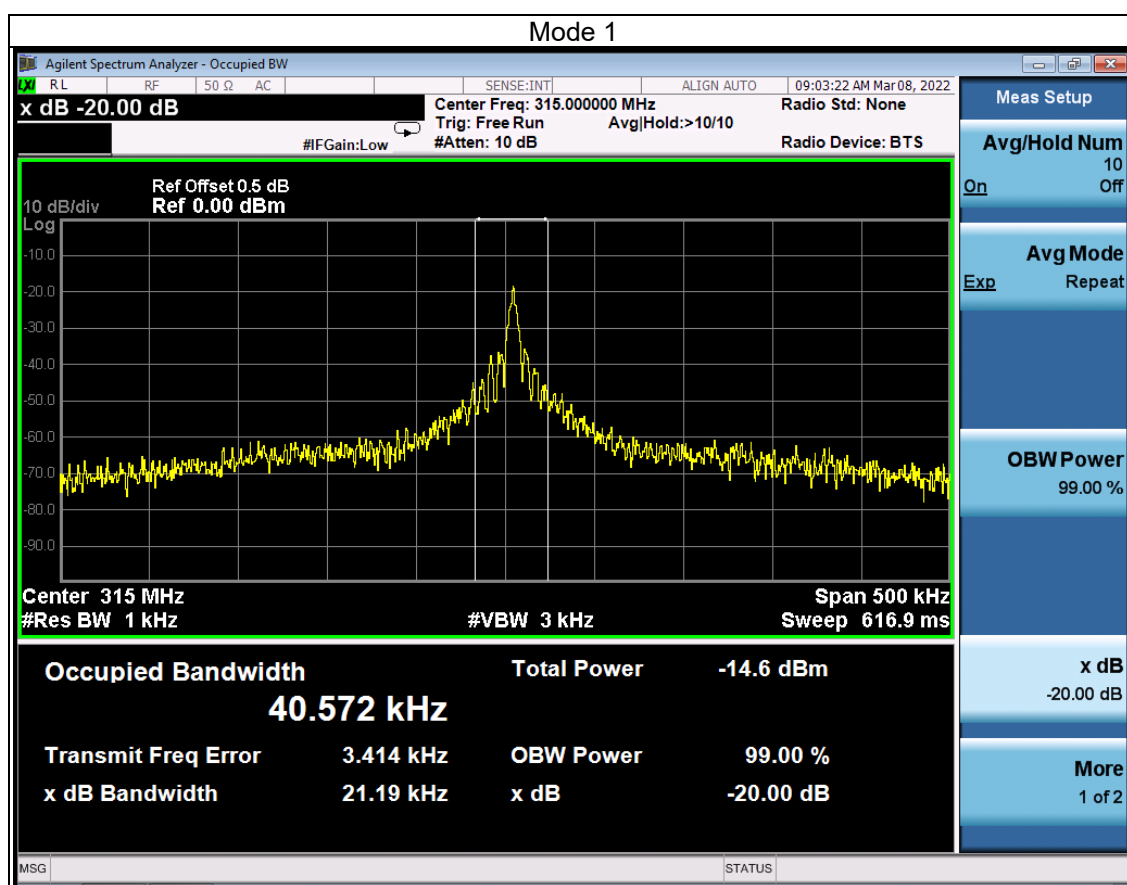 Mode 1
Agilent Spectrum Analyzer - Occupied BW
LXI RL RF 50 Ω AC SENSE:INT ALIGN AUTO 09:03:22 AM Mar 08, 2022
x dB -20.00 dB
Center Freq: 315.000000 MHz Radio Std: None
Trig: Free Run Avg|Hold:>10/10
#IFGain:Low #Atten: 10 dB Radio Device: BTS
Ref Offset 0.5 dB
10 dB/div Ref 0.00 dBm
Log
-10.0
-20.0
-30.0
-40.0
-50.0
-60.0
-70.0
-80.0
-90.0
Center 315 MHz Span 500 kHz
#Res BW 1 kHz #VBW 3 kHz Sweep 616.9 ms
Occupied Bandwidth Total Power -14.6 dBm
40.572 kHz
Transmit Freq Error 3.414 kHz OBW Power 99.00 %
x dB Bandwidth 21.19 kHz x dB -20.00 dB
MSG STATUS
Meas Setup
Avg/Hold Num
10
On Off
Avg Mode
Exp Repeat
OBW Power
99.00 %
x dB
-20.00 dB
More
1 of 2